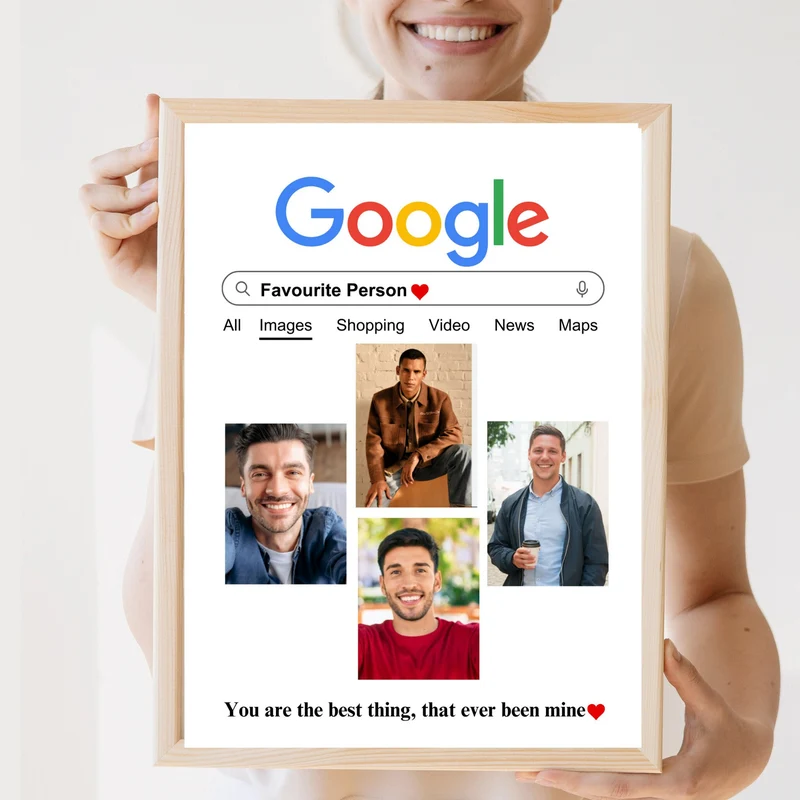 Google
Favourite Person❤
All Images Shopping Video News Maps
You are the best thing, that ever been mine❤